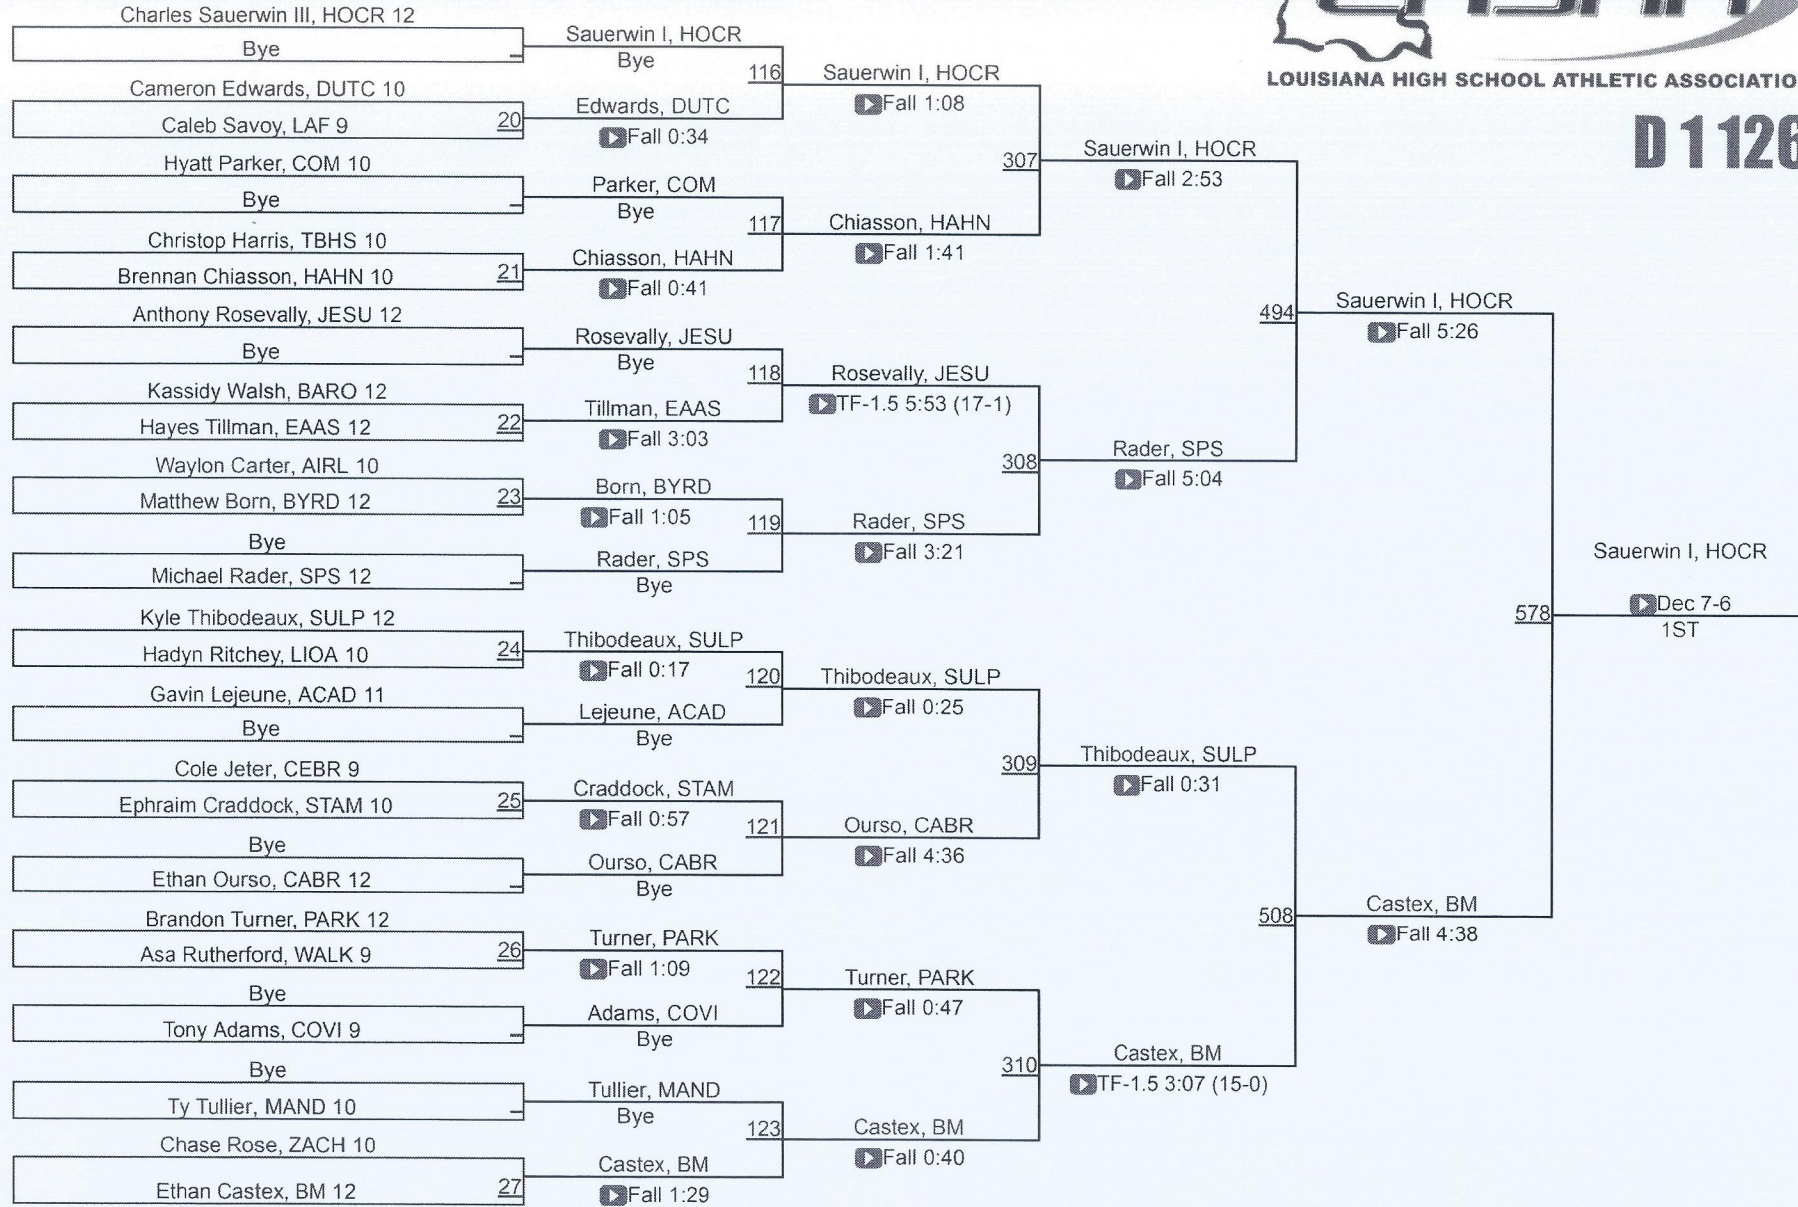 LHSAA
LOUISIANA HIGH SCHOOL ATHLETIC ASSOCIATIO
D 1 126
Charles Sauerwin III, HOCR 12
Bye
Cameron Edwards, DUTC 10
Caleb Savoy, LAF 9
20
Hyatt Parker, COM 10
Bye
Christop Harris, TBHS 10
Brennan Chiasson, HAHN 10
21
Anthony Rosevally, JESU 12
Bye
Kassidy Walsh, BARO 12
Hayes Tillman, EAAS 12
22
Waylon Carter, AIRL 10
Matthew Born, BYRD 12
23
Bye
Michael Rader, SPS 12
Kyle Thibodeaux, SULP 12
Hadyn Ritchey, LIOA 10
24
Gavin Lejeune, ACAD 11
Bye
Cole Jeter, CEBR 9
Ephraim Craddock, STAM 10
25
Bye
Ethan Ourso, CABR 12
Brandon Turner, PARK 12
Asa Rutherford, WALK 9
26
Bye
Tony Adams, COVI 9
Bye
Ty Tullier, MAND 10
Chase Rose, ZACH 10
Ethan Castex, BM 12
27
Sauerwin I, HOCR
Bye
116
Edwards, DUTC
Fall 0:34
Parker, COM
Bye
117
Chiasson, HAHN
Fall 0:41
Rosevally, JESU
Bye
118
Tillman, EAAS
Fall 3:03
Born, BYRD
Fall 1:05
119
Rader, SPS
Bye
Thibodeaux, SULP
Fall 0:17
120
Lejeune, ACAD
Bye
Craddock, STAM
Fall 0:57
121
Ourso, CABR
Bye
Turner, PARK
Fall 1:09
122
Adams, COVI
Bye
Tullier, MAND
Bye
123
Castex, BM
Fall 1:29
Sauerwin I, HOCR
Fall 1:08
307
Chiasson, HAHN
Fall 1:41
Rosevally, JESU
TF-1.5 5:53 (17-1)
308
Rader, SPS
Fall 3:21
Thibodeaux, SULP
Fall 0:25
309
Ourso, CABR
Fall 4:36
Turner, PARK
Fall 0:47
310
Castex, BM
Fall 0:40
Sauerwin I, HOCR
Fall 2:53
494
Rader, SPS
Fall 5:04
Thibodeaux, SULP
Fall 0:31
508
Castex, BM
TF-1.5 3:07 (15-0)
Sauerwin I, HOCR
Fall 5:26
578
Castex, BM
Fall 4:38
Sauerwin I, HOCR
Dec 7-6
1ST